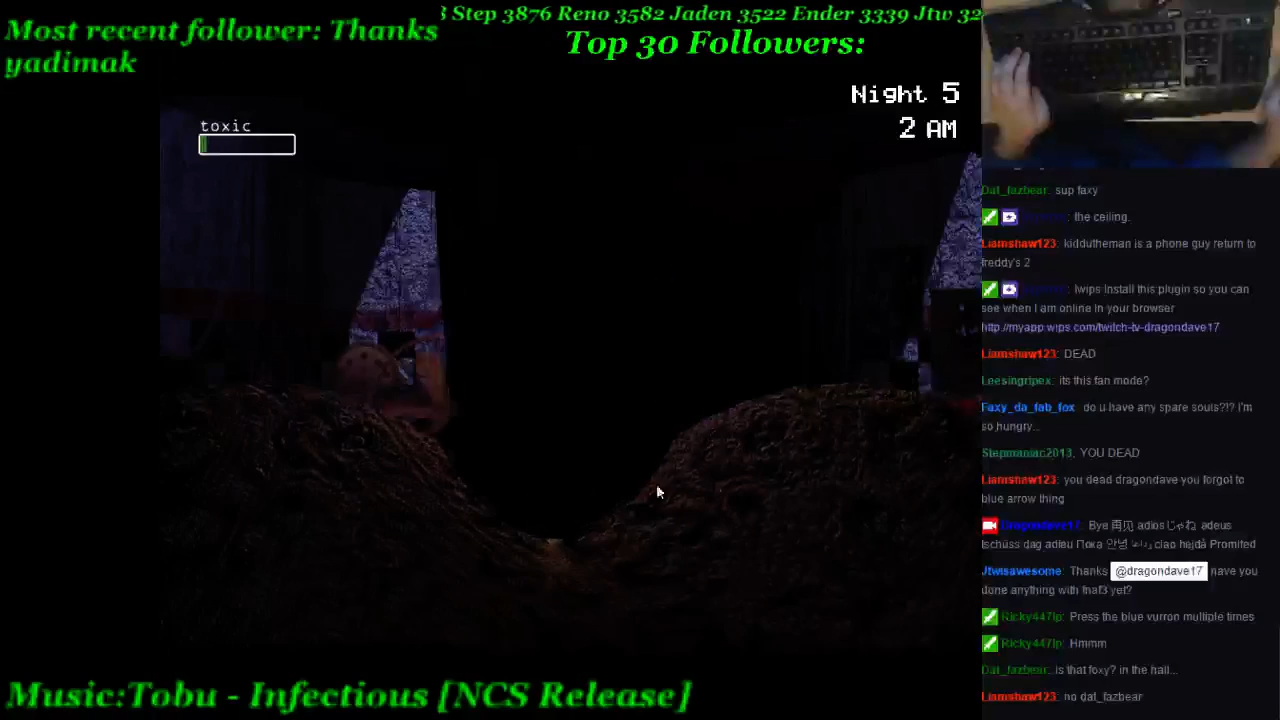 3 Step 3876 Reno 3582 Jaden 3522 Ender 3339 Jtw 32
Most recent follower: Thanks
yadimak
Top 30 Followers:
Night 5
2 AM
toxic
Dat_fazbear: sup faxy
: the ceiling.
Liamshaw123: kiddutheman is a phone guy return to
freddy's 2
: !wips Install this plugin so you can
see when I am online in your browser
http://myapp.wips.com/twitch-tv-dragondave17
Liamshaw123: DEAD
Leesingripex: its this fan mode?
Faxy_da_fab_fox: do u have any spare souls?!? I'm
so hungry...
Stepmaniac2013: YOU DEAD
Liamshaw123: you dead dragondave you forgot to
blue arrow thing
Dragondave17: Bye 再见 adios じゃね adeus
tschüss dag adieu Пока 안녕 ciao hejdå Promited
Jtwisawesome: Thanks @dragondave17 have you
done anything with fnaf3 yet?
Ricky447lp: Press the blue vurron multiple times
Ricky447lp: Hmmm
Dat_fazbear: is that foxy? in the hall...
Liamshaw123: no dat_fazbear
Music:Tobu - Infectious [NCS Release]